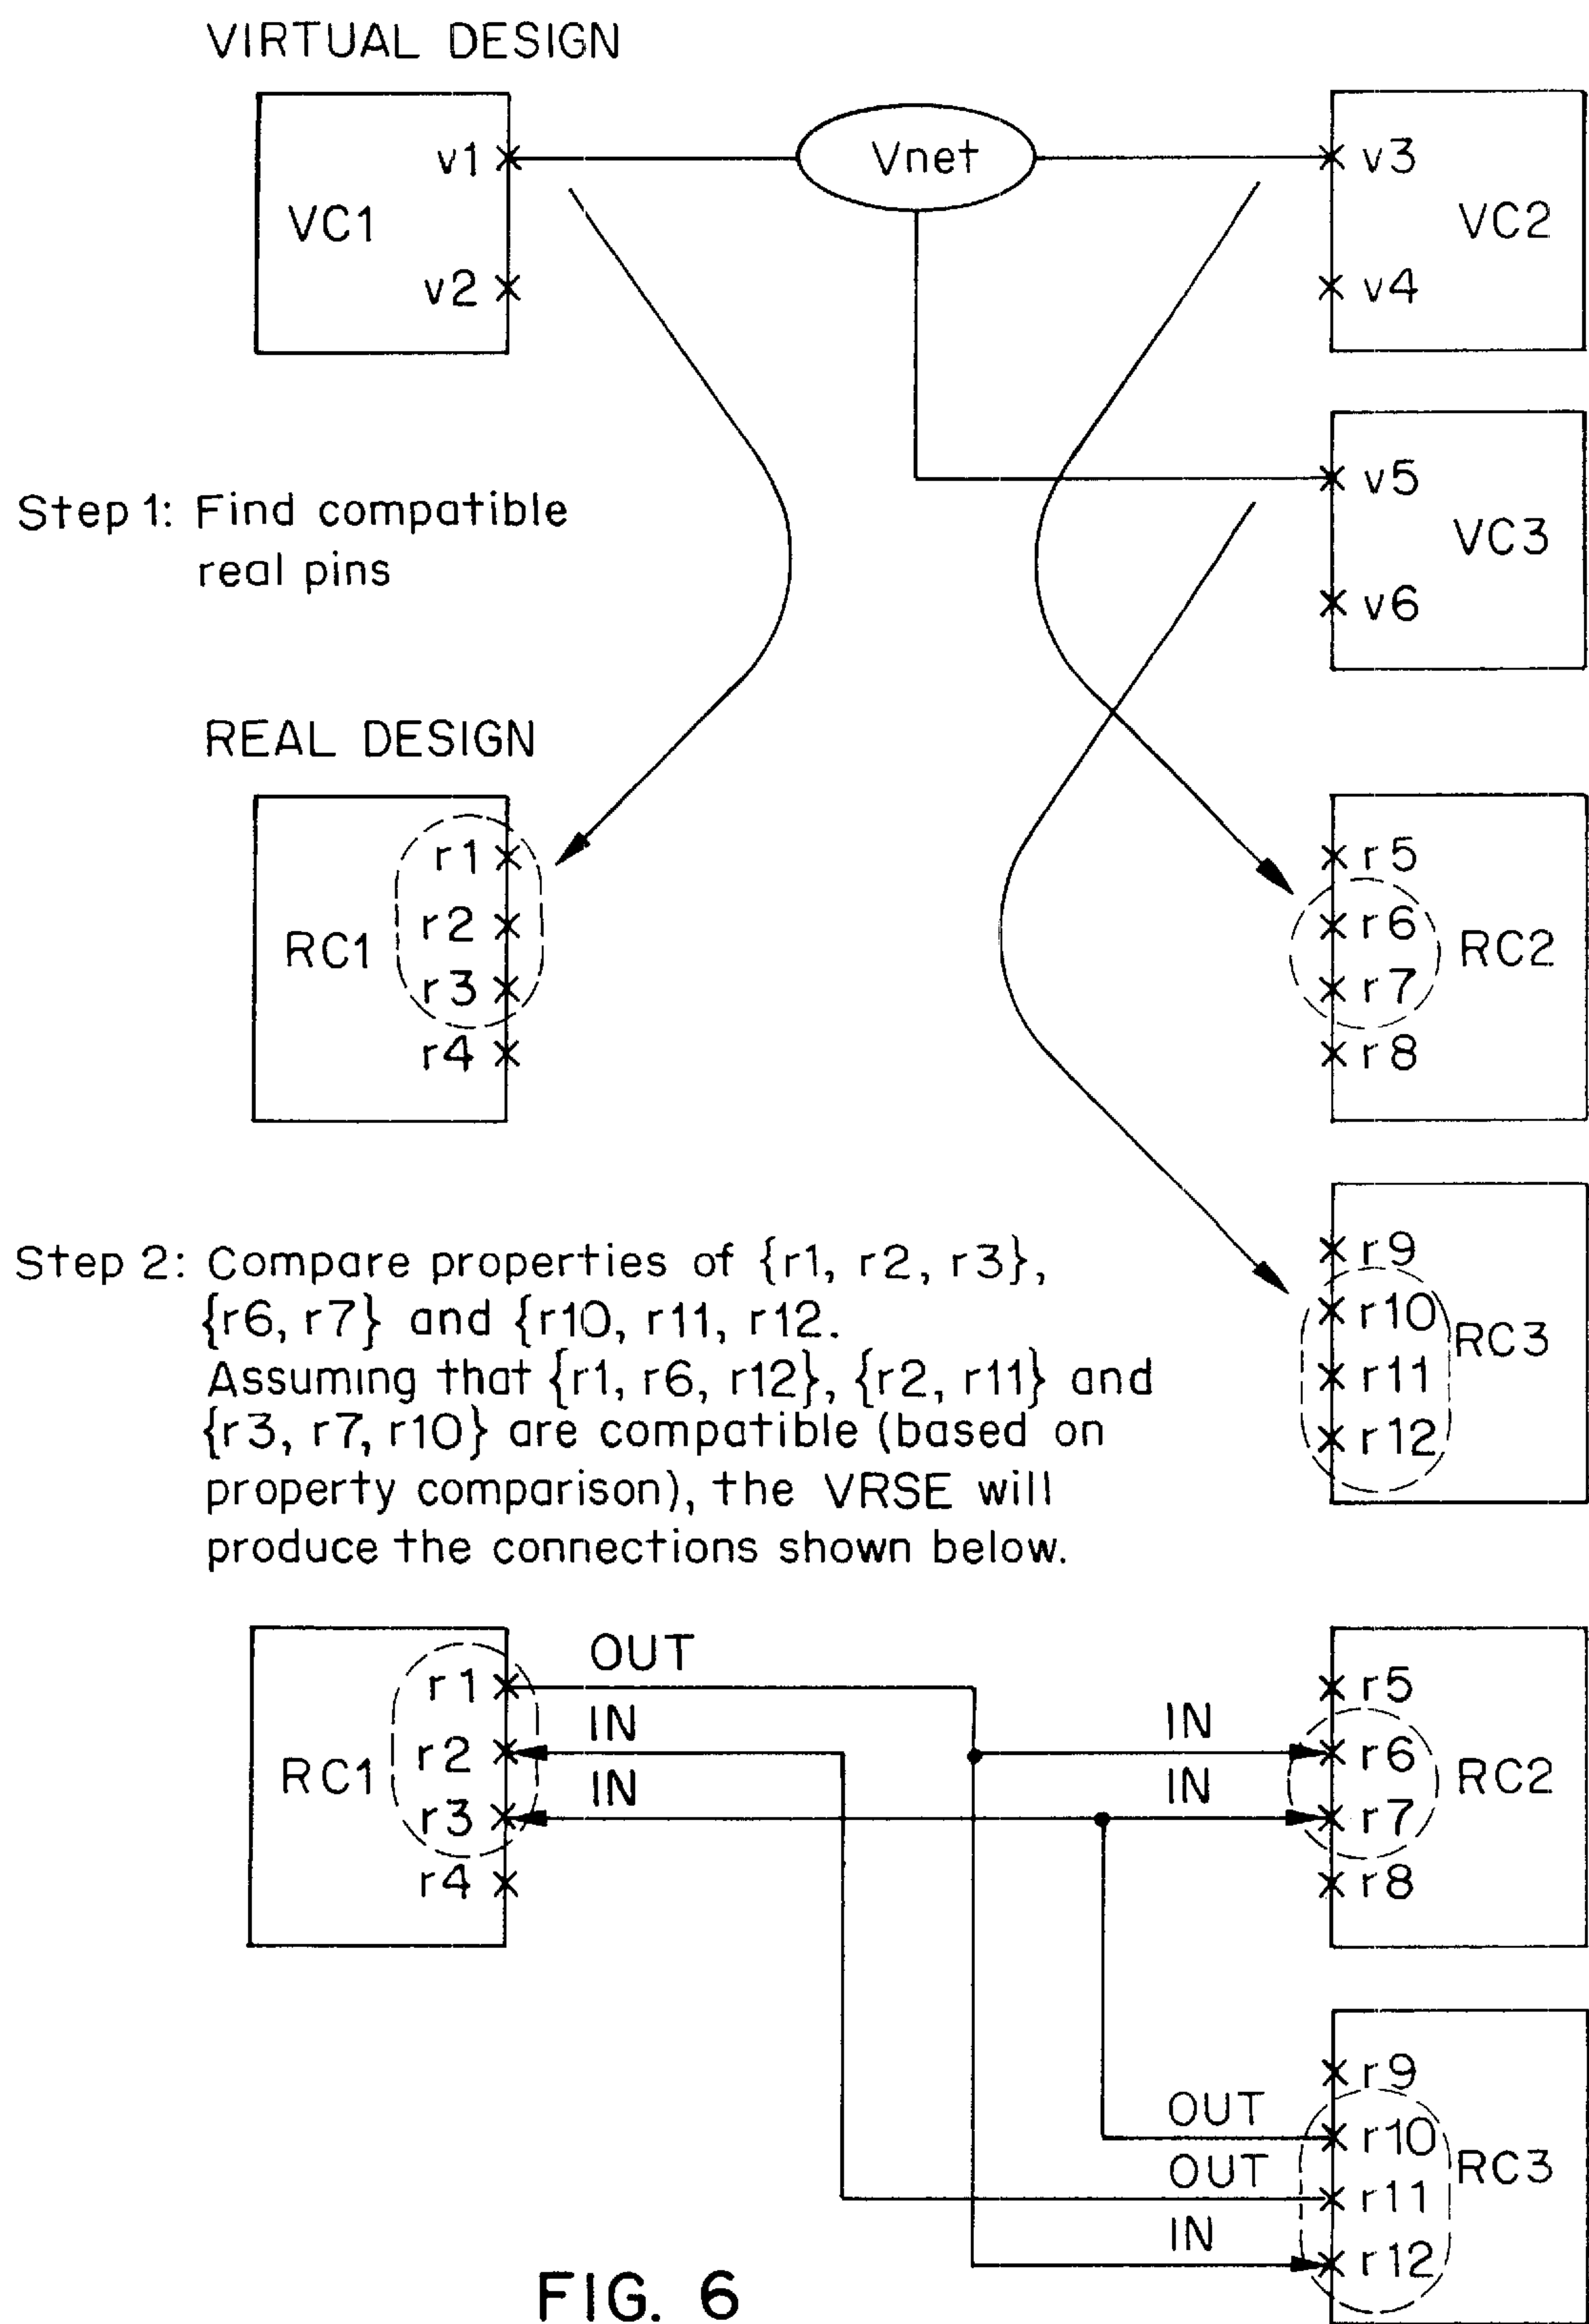 VIRTUAL DESIGN
v1
VC1
v2
Vnet
v3
VC2
v4
v5
VC3
v6
Step 1: Find compatible
real pins
REAL DESIGN
r1
r2
RC1
r3
r4
r5
r6
RC2
r7
r8
r9
r10
RC3
r11
r12
Step 2: Compare properties of {r1, r2, r3},
{r6, r7} and {r10, r11, r12.
Assuming that {r1, r6, r12}, {r2, r11} and
{r3, r7, r10} are compatible (based on
property comparison), the VRSE will
produce the connections shown below.
r1
OUT
r2
IN
RC1
r3
IN
r4
r5
IN
r6
RC2
IN
r7
r8
r9
OUT
r10
RC3
OUT
r11
IN
r12
FIG. 6